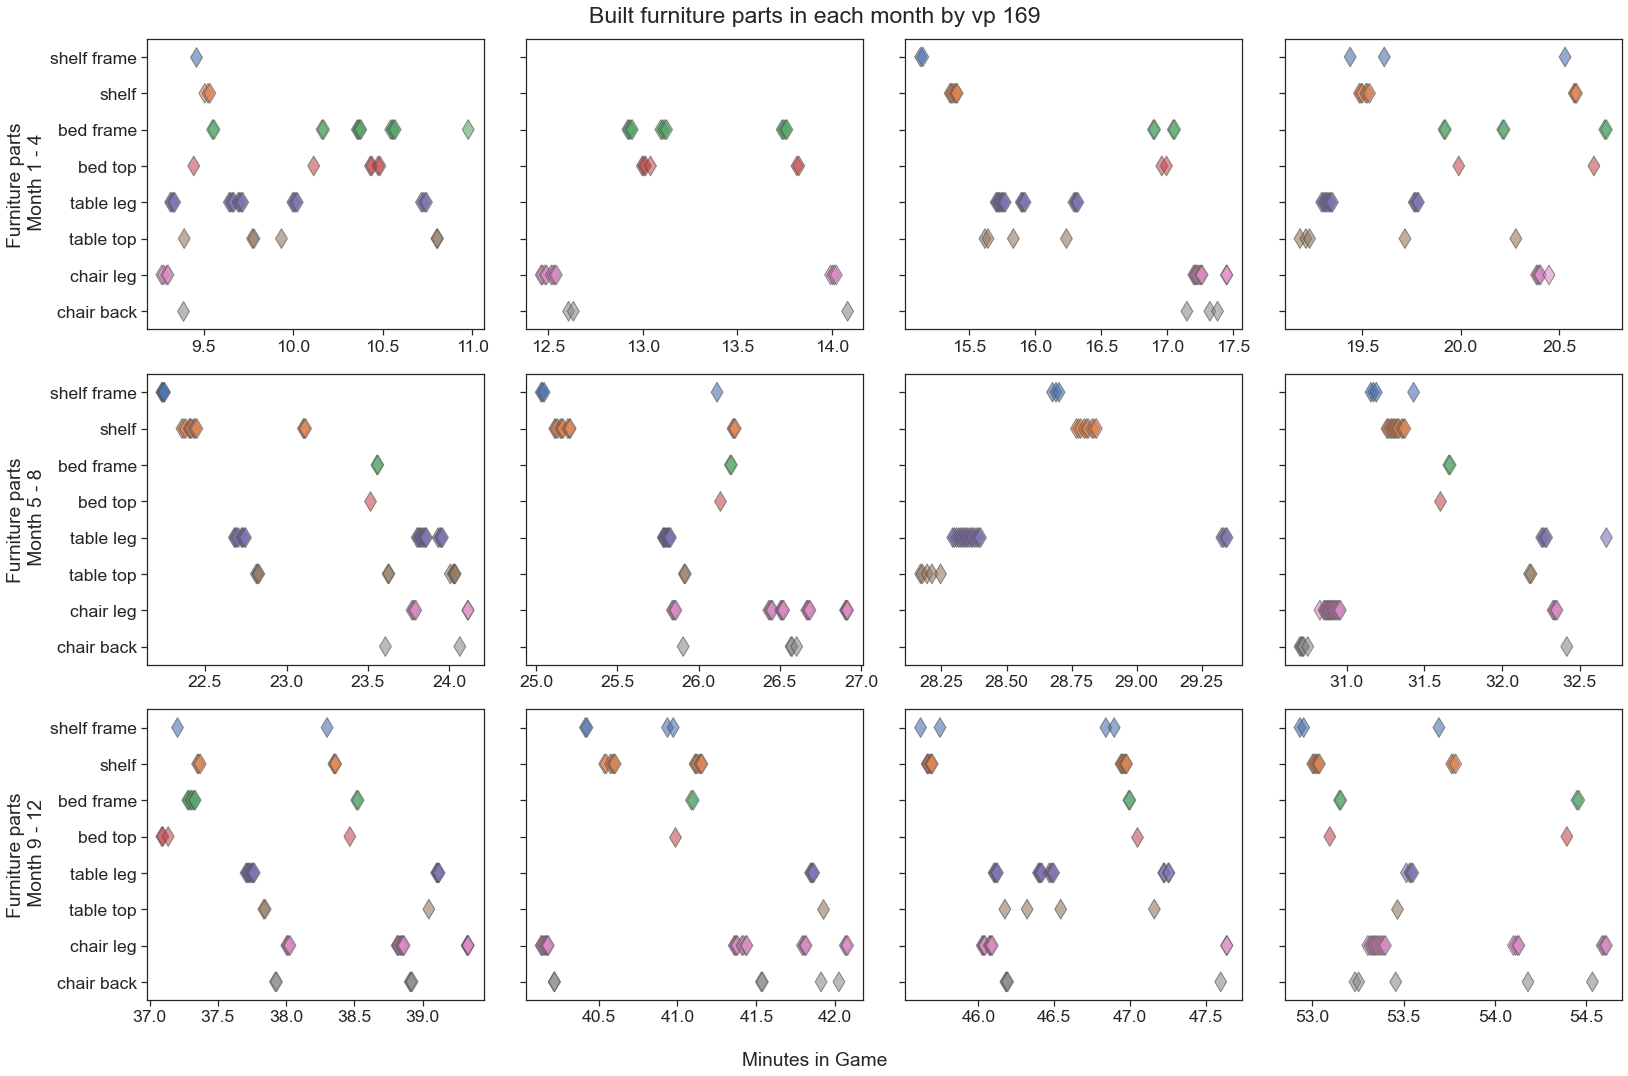 Built furniture parts in each month by vp 169
Furniture parts
Month 1 - 4
shelf frame
shelf
bed frame
bed top
table leg
table top
chair leg
chair back
9.5 10.0 10.5 11.0
12.5 13.0 13.5 14.0
15.5 16.0 16.5 17.0 17.5
19.5 20.0 20.5
Furniture parts
Month 5 - 8
shelf frame
shelf
bed frame
bed top
table leg
table top
chair leg
chair back
22.5 23.0 23.5 24.0
25.0 25.5 26.0 26.5 27.0
28.25 28.50 28.75 29.00 29.25
31.0 31.5 32.0 32.5
Furniture parts
Month 9 - 12
shelf frame
shelf
bed frame
bed top
table leg
table top
chair leg
chair back
37.0 37.5 38.0 38.5 39.0
40.5 41.0 41.5 42.0
46.0 46.5 47.0 47.5
53.0 53.5 54.0 54.5
Minutes in Game